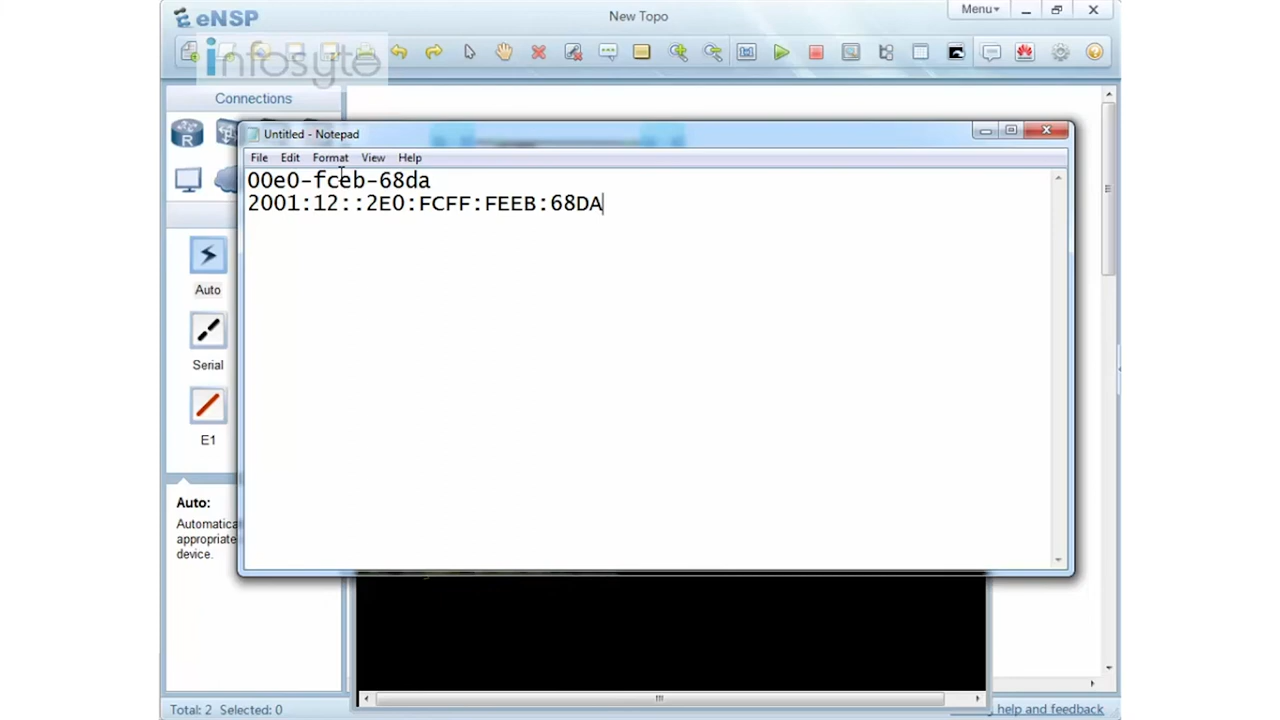 eNSP
New Topo
Menu
infosyte
Connections
Untitled - Notepad
File Edit Format View Help
00e0-fceb-68da
2001:12::2E0:FCFF:FEEB:68DA
Auto
Serial
E1
Auto:
Automatica
appropriate
device.
Total: 2 Selected: 0
help and feedback